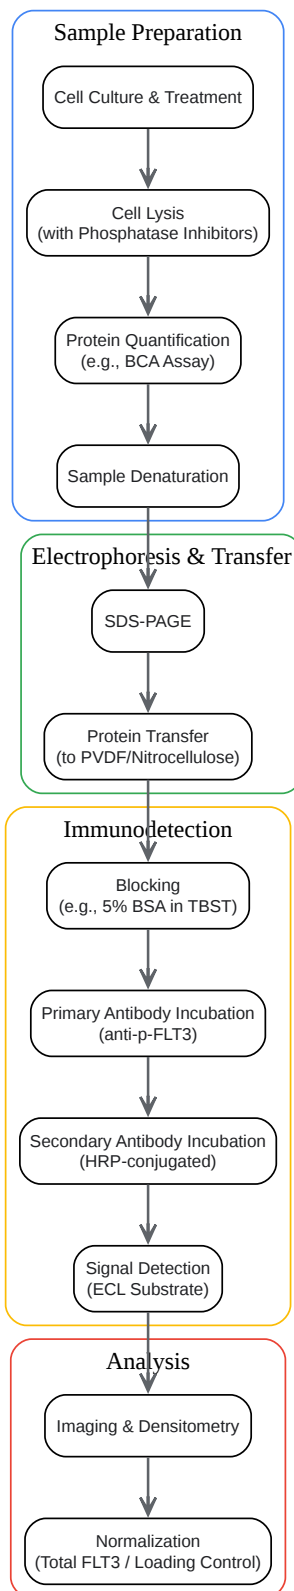 Sample Preparation
Cell Culture & Treatment
Cell Lysis
(with Phosphatase Inhibitors)
Protein Quantification
(e.g., BCA Assay)
Sample Denaturation
Electrophoresis & Transfer
SDS-PAGE
Protein Transfer
(to PVDF/Nitrocellulose)
Immunodetection
Blocking
(e.g., 5% BSA in TBST)
Primary Antibody Incubation
(anti-p-FLT3)
Secondary Antibody Incubation
(HRP-conjugated)
Signal Detection
(ECL Substrate)
Analysis
Imaging & Densitometry
Normalization
(Total FLT3 / Loading Control)